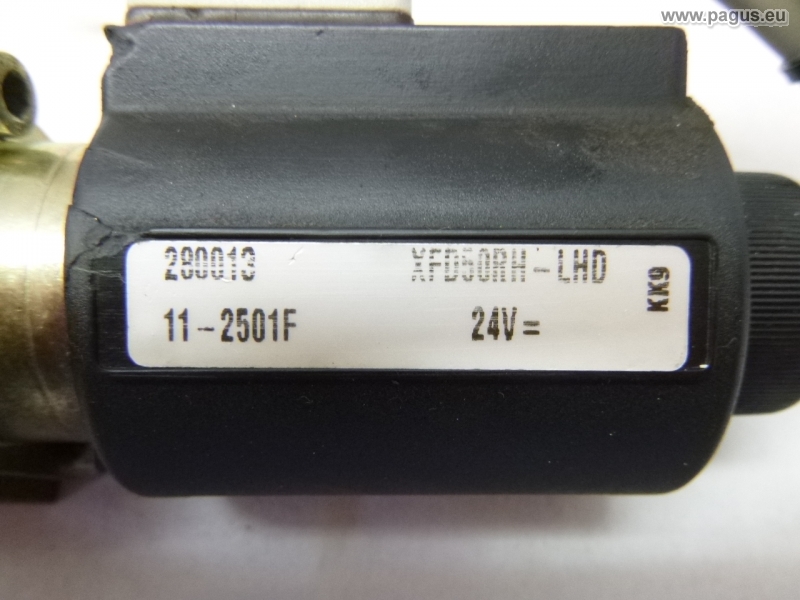 www.pagus.eu
280013 XFD50RH-LHD
11-2501F 24V=
KK9